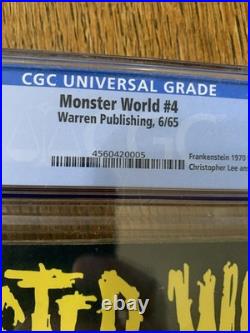 CGC UNIVERSAL GRADE
Monster World #4
Warren Publishing, 6/65
4560420005
Frankenstein 1970
Christopher Lee an